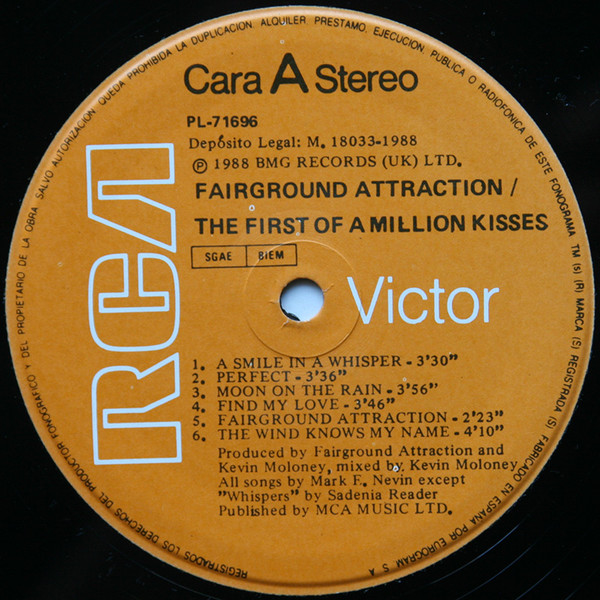 QUEDA PROHIBIDA LA DUPLICACION. ALQUILER PRESTAMO, EJECUCION PUBLICA O RADIOFONICA DE ESTE FONOGRAMA TM (s) (R) MARCA (S) REGISTRADA (S) FABRICADO EN ESPAÑA POR EUROGRAM S A
REGISTRADOS LOS DERECHOS DEL PRODUCTOR FONOGRAFICO Y DEL PROPIETARIO DE LA OBRA. SALVO AUTORIZACION
Cara A Stereo
PL-71696
Depósito Legal: M. 18033-1988
℗ 1988 BMG RECORDS (UK) LTD.
FAIRGROUND ATTRACTION /
THE FIRST OF A MILLION KISSES
SGAE BIEM
RCA
Victor
1. A SMILE IN A WHISPER - 3'30"
2. PERFECT - 3'36"
3. MOON ON THE RAIN - 3'56"
4. FIND MY LOVE - 3'46"
5. FAIRGROUND ATTRACTION - 2'23"
6. THE WIND KNOWS MY NAME - 4'10"
Produced by Fairground Attraction and
Kevin Moloney, mixed by Kevin Moloney
All songs by Mark E. Nevin except
"Whispers" by Sadenia Reader
Published by MCA MUSIC LTD.